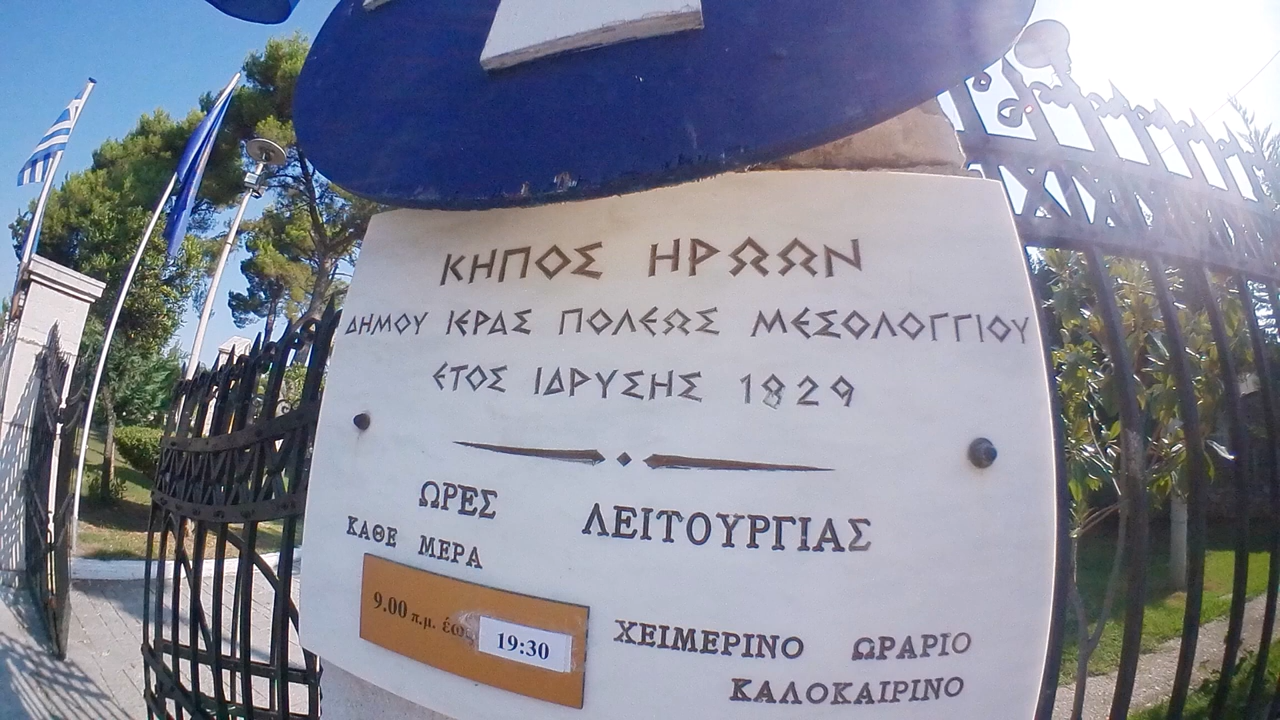 ΚΗΠΟΣ ΗΡΩΩΝ
ΔΗΜΟΥ ΙΕΡΑΣ ΠΟΛΕΩΣ ΜΕΣΟΛΟΓΓΙΟΥ
ΕΤΟΣ ΙΔΡΥΣΗΣ 1829
ΩΡΕΣ ΛΕΙΤΟΥΡΓΙΑΣ
ΚΑΘΕ ΜΕΡΑ
9.00 π.μ. έως 19:30
ΧΕΙΜΕΡΙΝΟ ΩΡΑΡΙΟ
ΚΑΛΟΚΑΙΡΙΝΟ